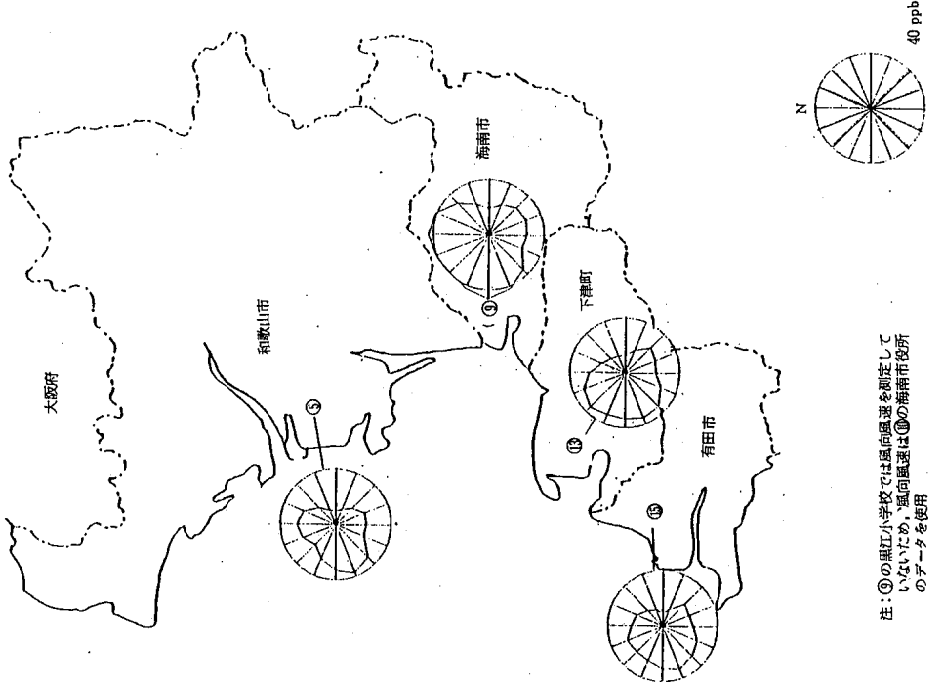 大阪府
和歌山市
⑤
海南市
⑨
下津町
⑬
有田市
⑮
N
40 ppb
注:⑨の黒江小学校では風向風速を測定して
いないため,風向風速は⑩の海南市役所
のデータを使用